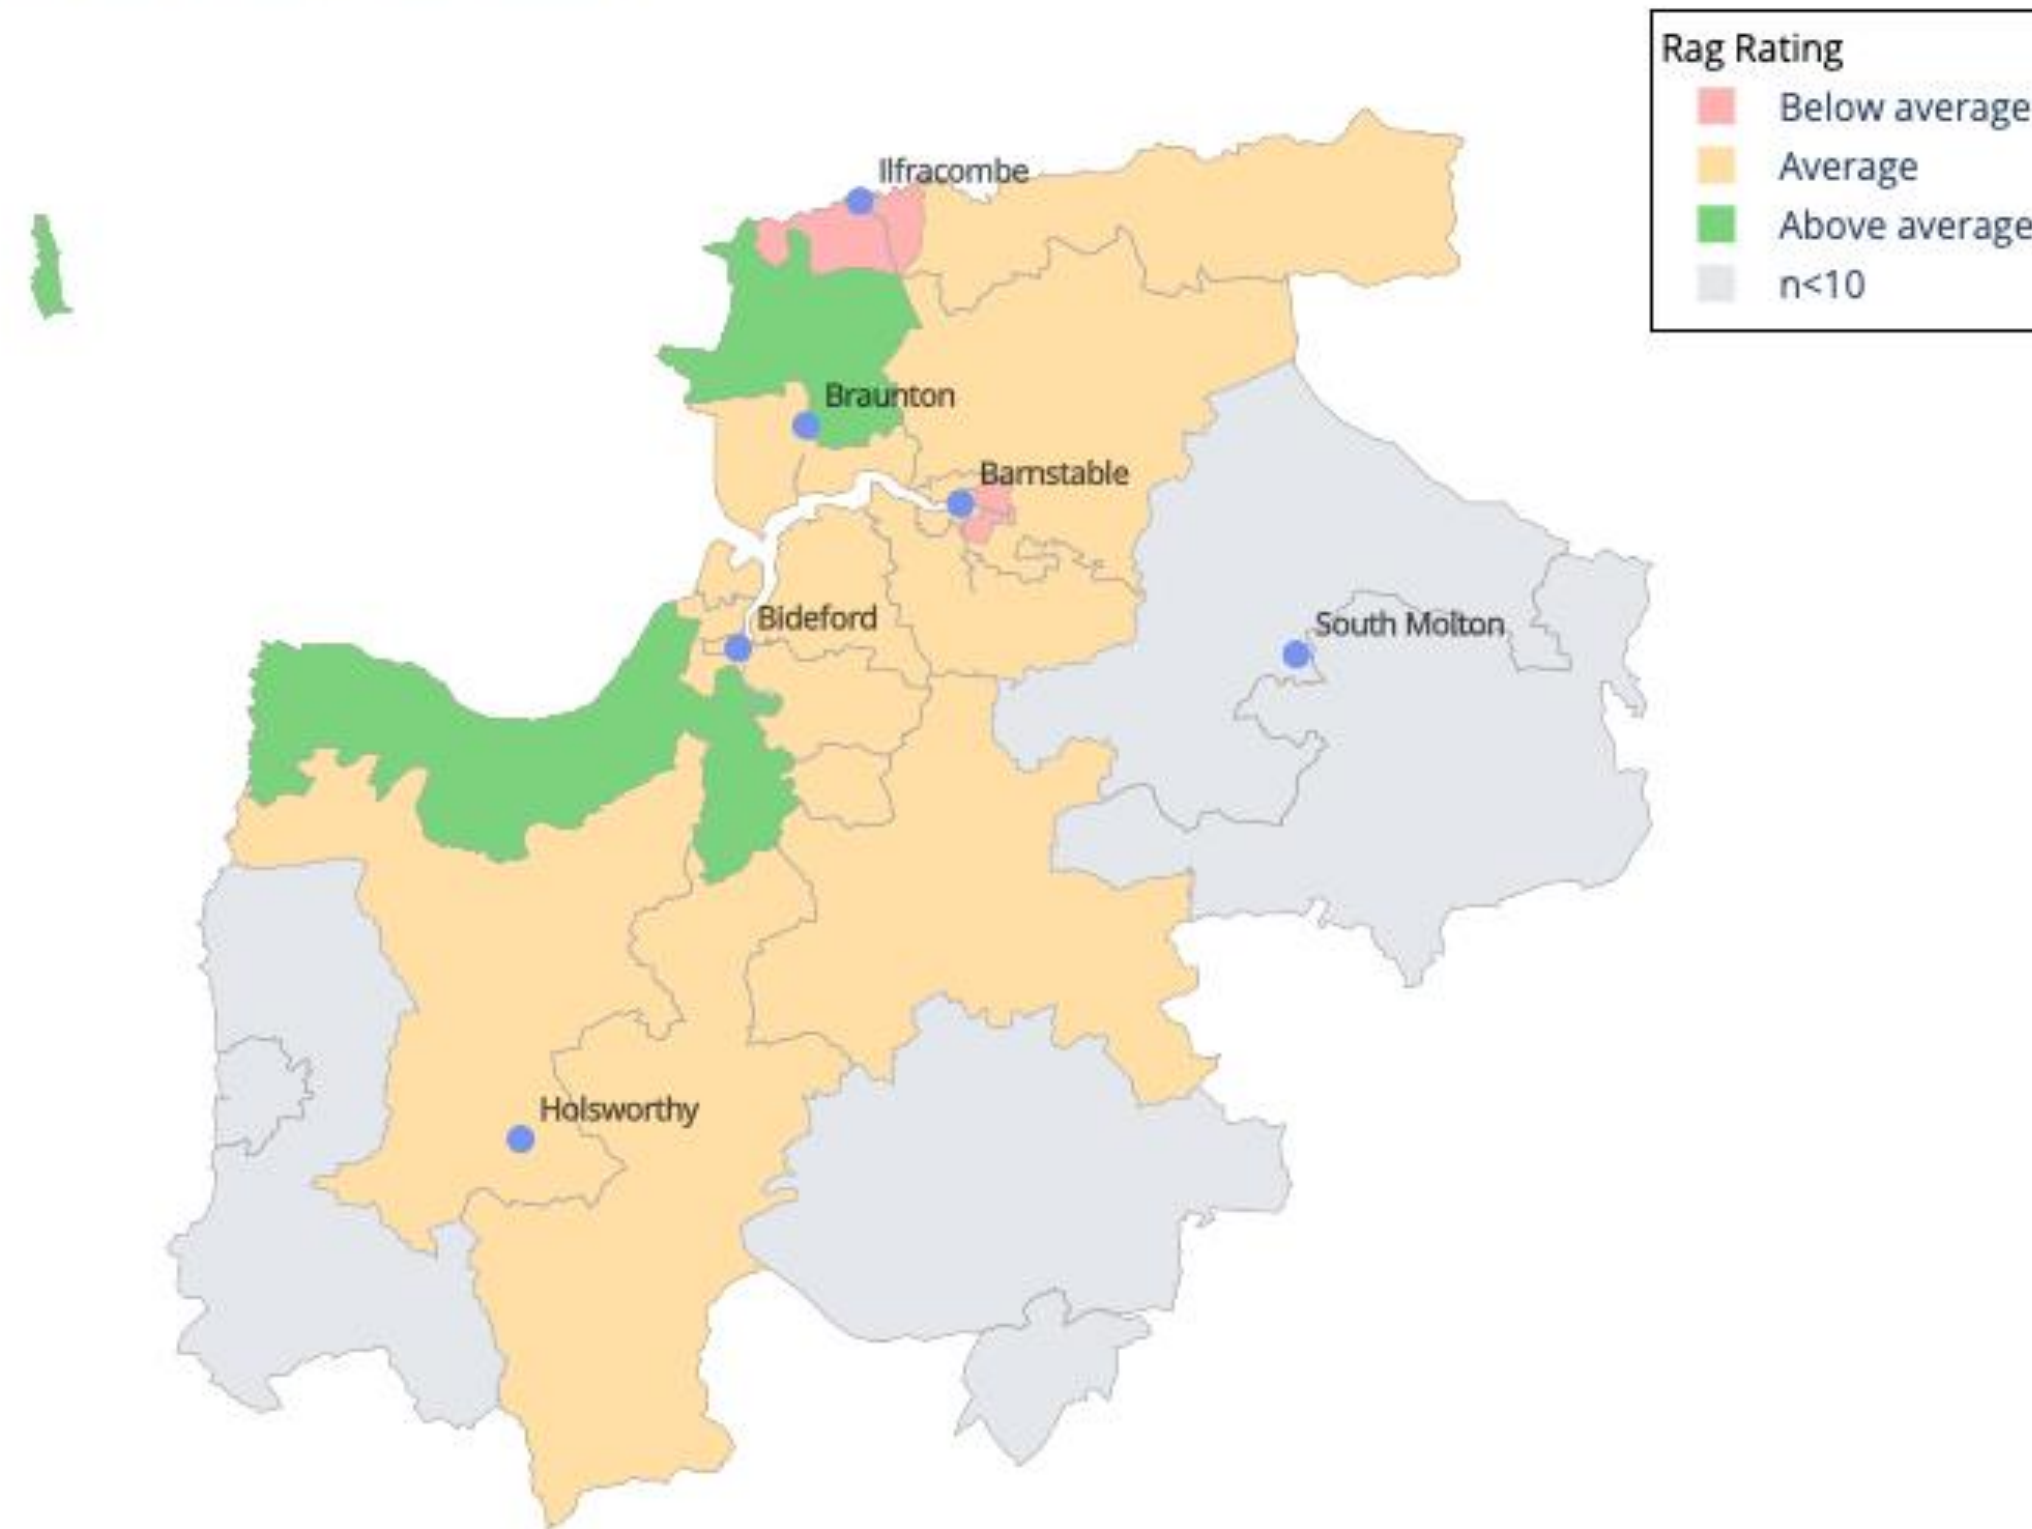 Rag Rating
Below average
Average
Above average
n<10
Ilfracombe
Braunton
Barnstable
Bideford
South Molton
Holsworthy